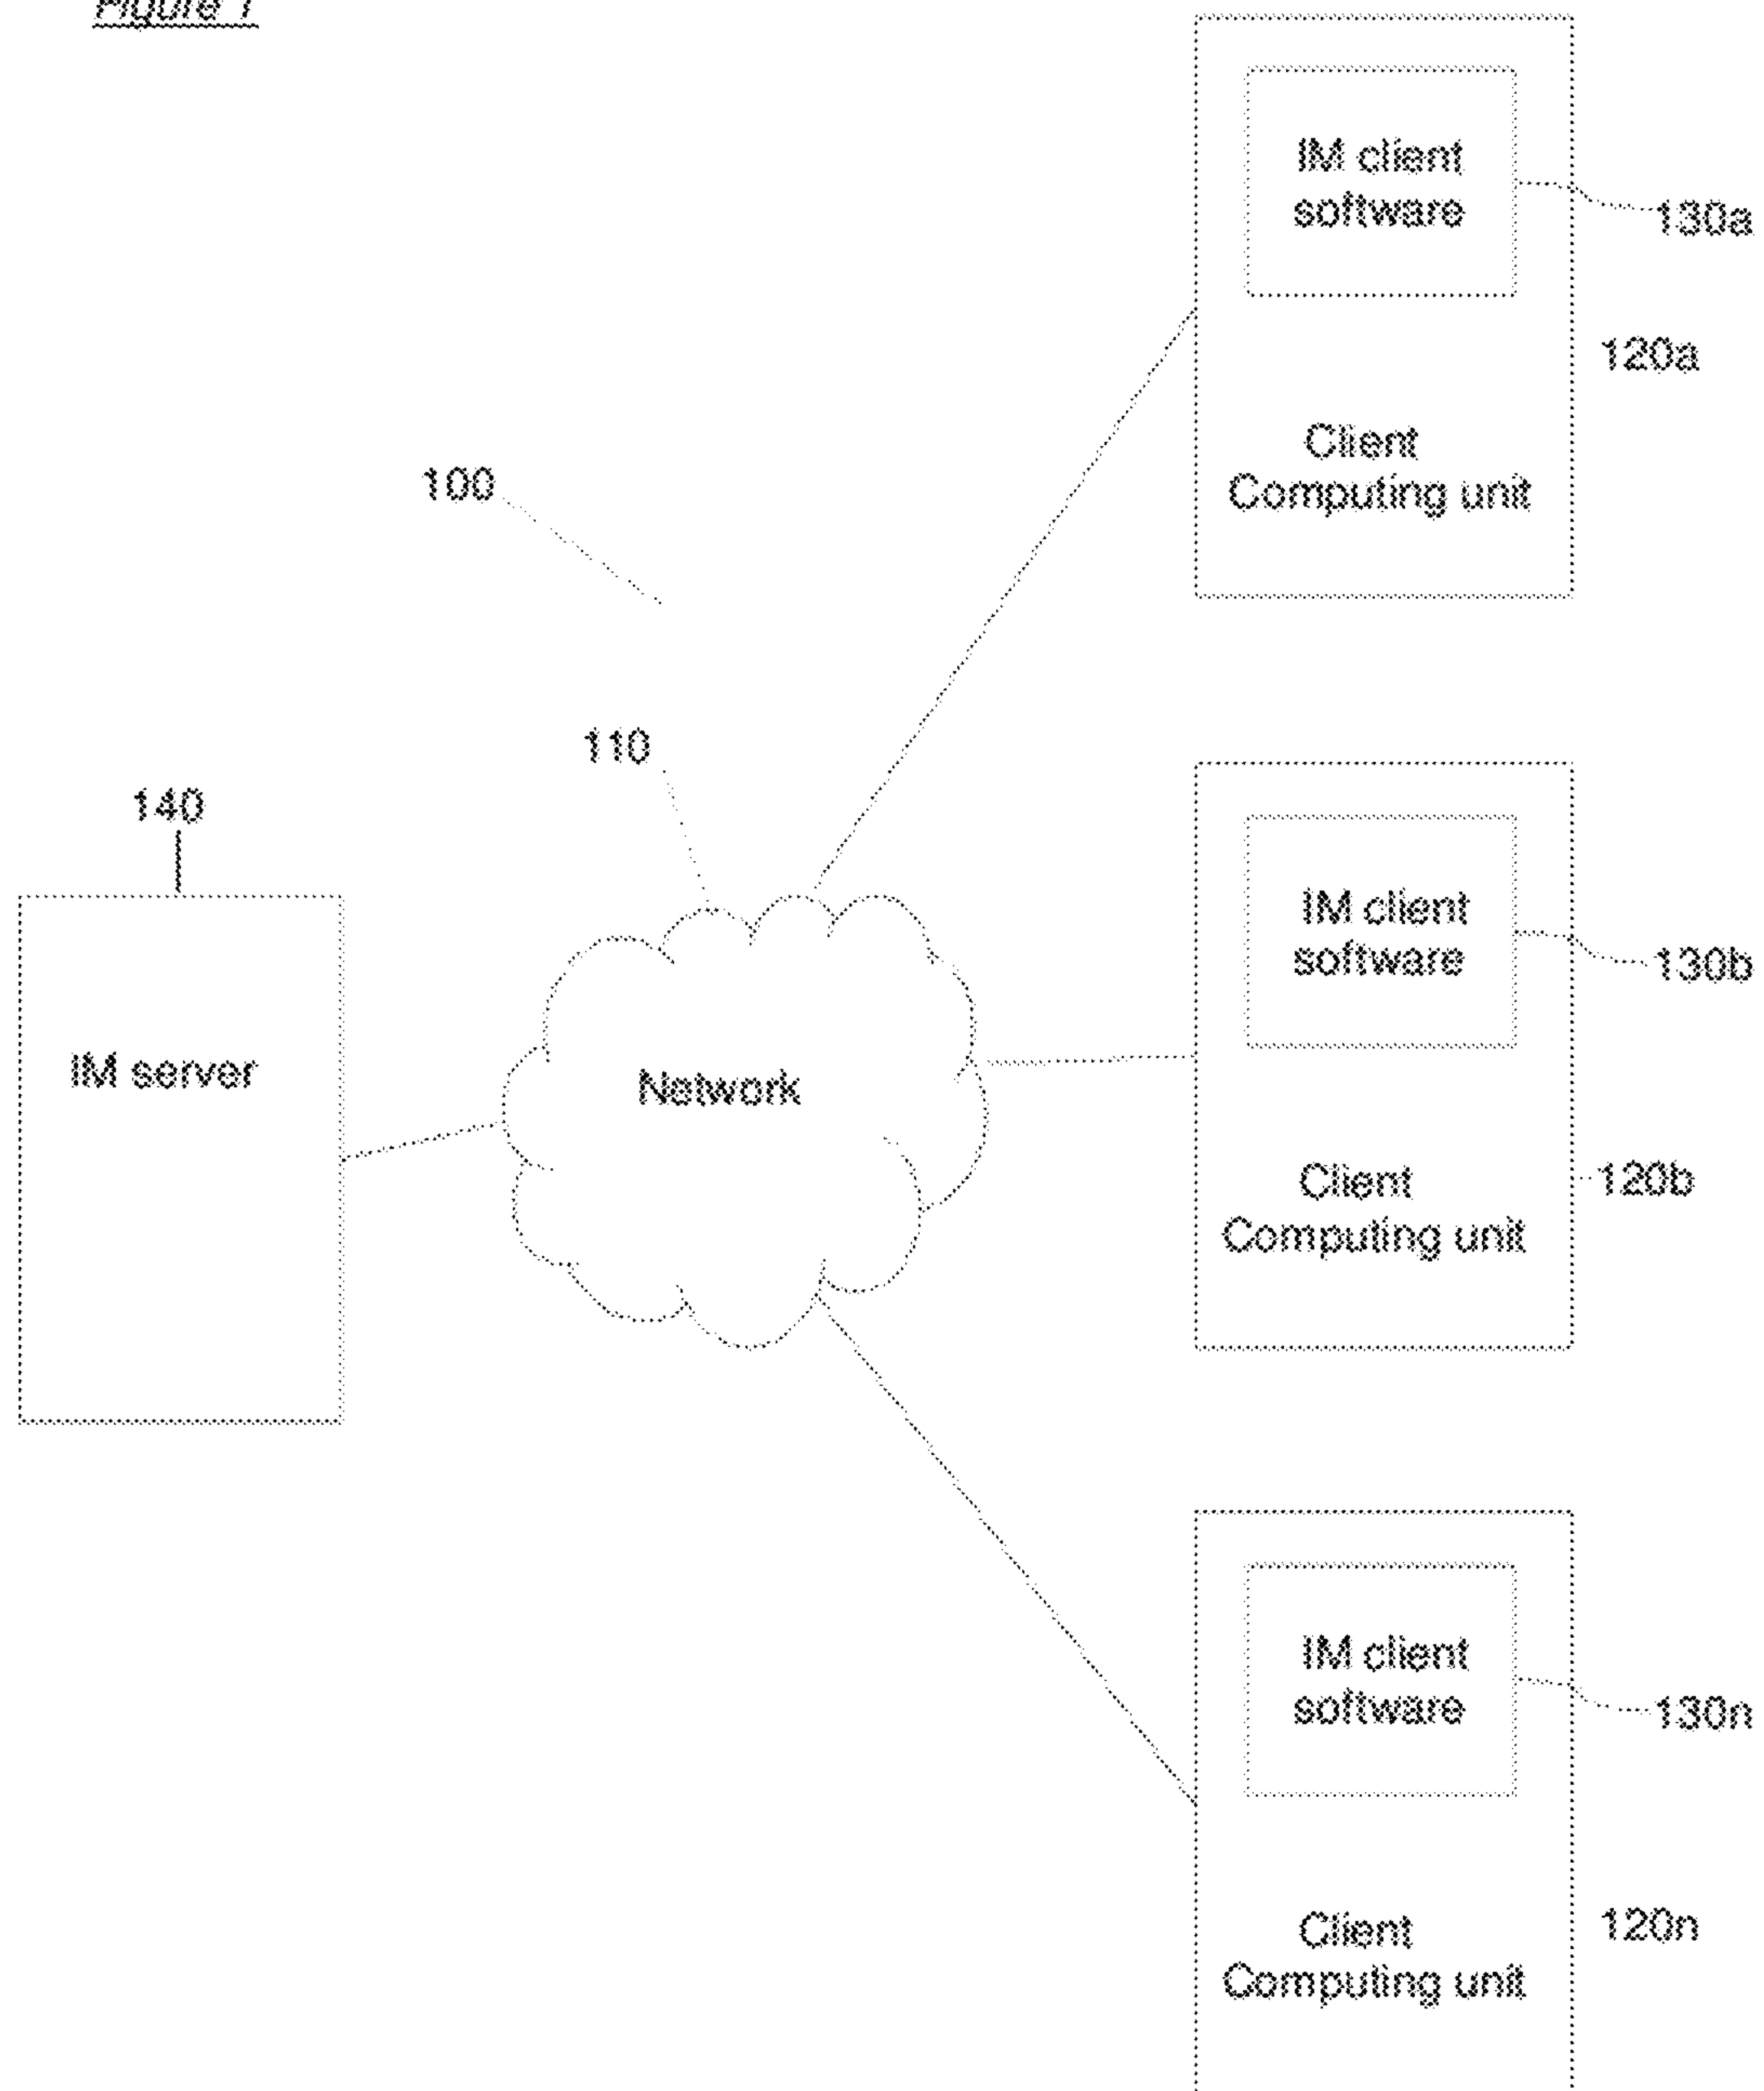 Figure 1
IM client
software
130a
120a
Client
Computing unit
100
110
140
IM client
software
130b
IM server
Network
120b
Client
Computing unit
IM client
software
130n
120n
Client
Computing unit